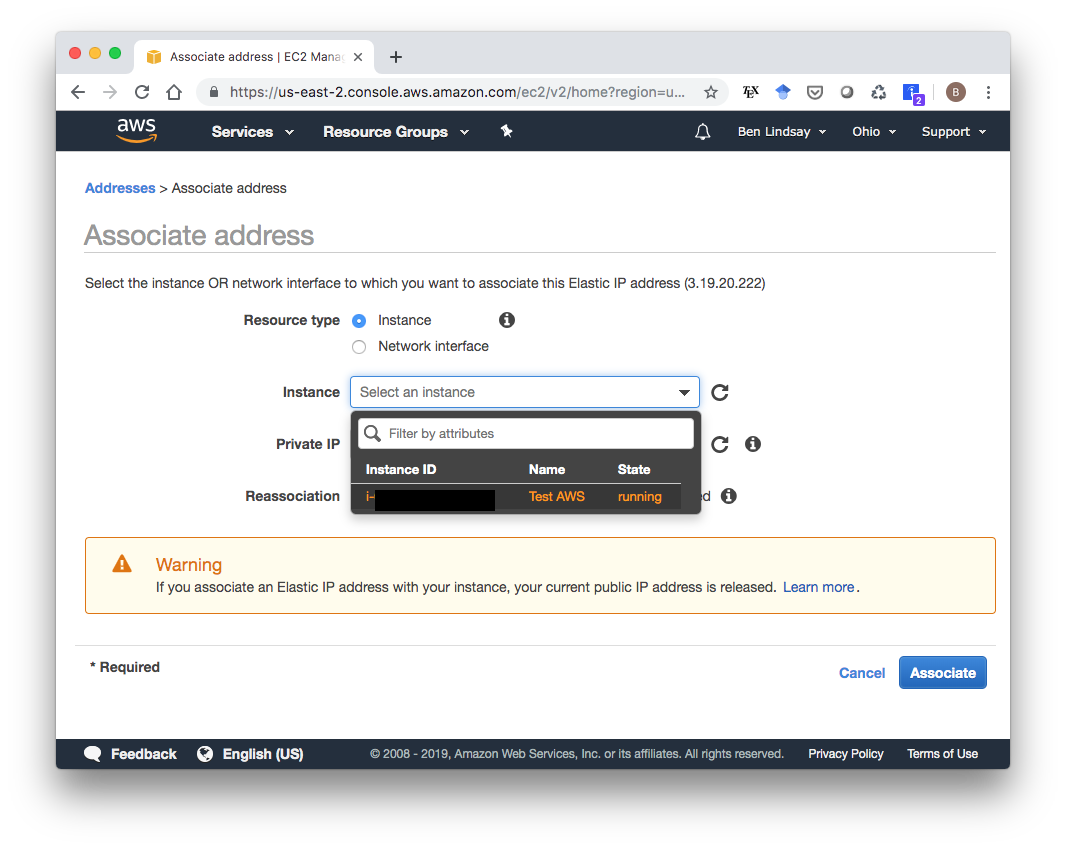 Associate address | EC2 Mana
https://us-east-2.console.aws.amazon.com/ec2/v2/home?region=u...
TEX
2
B
aws
Services
Resource Groups
Ben Lindsay
Ohio
Support
Addresses > Associate address
Associate address
Select the instance OR network interface to which you want to associate this Elastic IP address (3.19.20.222)
Resource type
Instance
Network interface
Instance
Select an instance
Filter by attributes
Private IP
Instance ID Name State
Reassociation
i- Test AWS running
ed
Warning
If you associate an Elastic IP address with your instance, your current public IP address is released. Learn more.
* Required
Cancel
Associate
Feedback
English (US)
© 2008 - 2019, Amazon Web Services, Inc. or its affiliates. All rights reserved.
Privacy Policy
Terms of Use